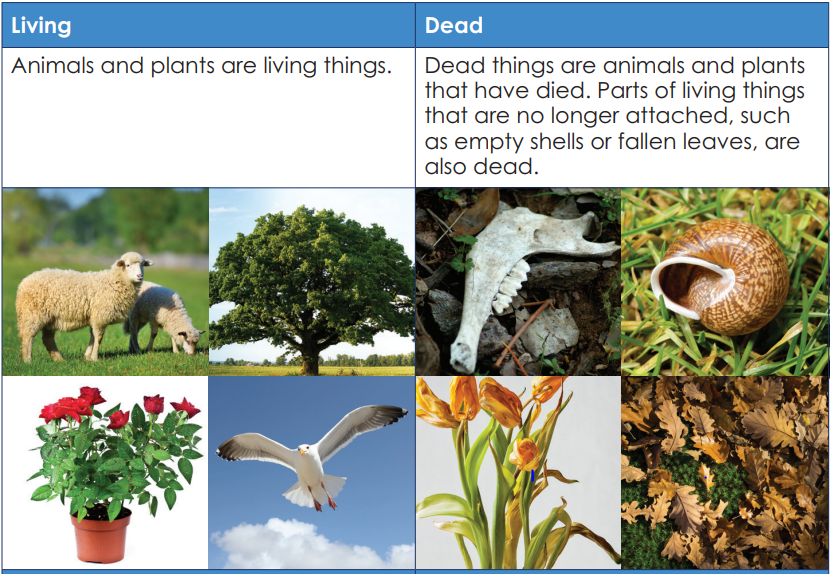 Living
Dead
Animals and plants are living things.
Dead things are animals and plants
that have died. Parts of living things
that are no longer attached, such
as empty shells or fallen leaves, are
also dead.